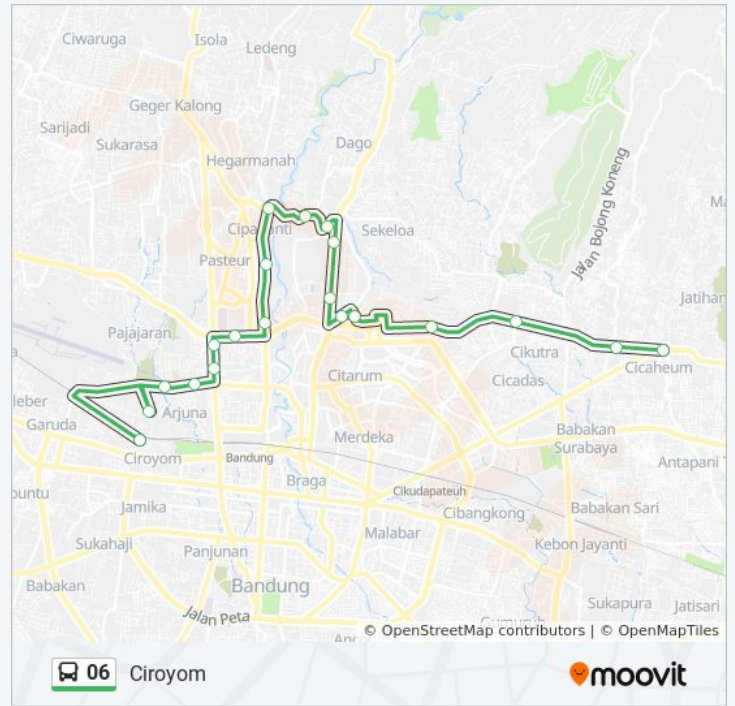 Ciwaruga
Isola
Ledeng
Geger Kalong
Sarijadi
Sukarasa
Dago
Hegarmanah
Jalan Bojong Koneng
Sekeloa
Pasteur
Pajajaran
Cikutra
Citarum
Cicadas
Cicaheum
Arjuna
Garuda
Merdeka
Babakan
Surabaya
Ciroyom
Bandung
Antapani
Braga
Cikudapateuh
Jamika
Cibangkong
Babakan Sari
Malabar
Sukahaji
Panjunan
Kebon Jayanti
Babakan
Bandung
Sukapura
Jatisari
Jalan Peta
© OpenStreetMap contributors | © OpenMapTiles
06 Ciroyom
moovit